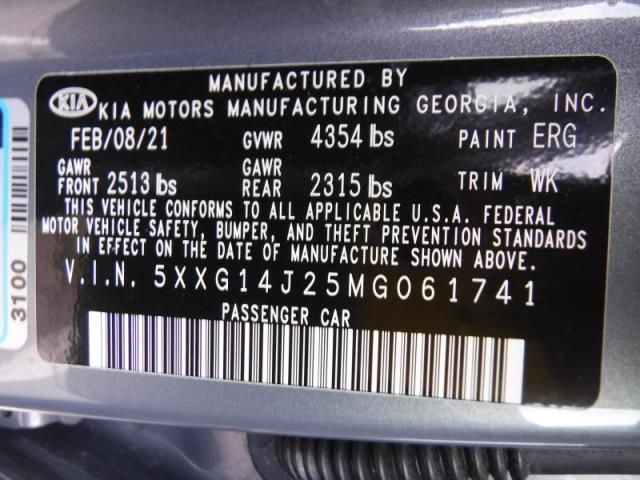 MANUFACTURED BY
KIA KIA MOTORS MANUFACTURING GEORGIA, INC.
FEB/08/21 GVWR 4354 lbs PAINT ERG
GAWR FRONT 2513 lbs GAWR REAR 2315 lbs TRIM WK
THIS VEHICLE CONFORMS TO ALL APPLICABLE U.S.A. FEDERAL
MOTOR VEHICLE SAFETY, BUMPER, AND THEFT PREVENTION STANDARDS
IN EFFECT ON THE DATE OF MANUFACTURE SHOWN ABOVE.
V.I.N. 5XXG14J25MG061741
PASSENGER CAR
3100